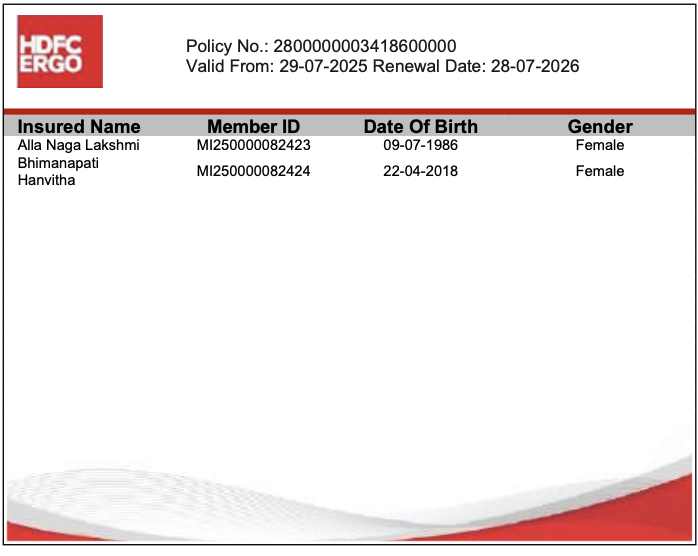 HDFC
ERGO
Policy No.: 2800000003418600000
Valid From: 29-07-2025 Renewal Date: 28-07-2026
Insured Name Member ID Date Of Birth Gender
Alla Naga Lakshmi MI250000082423 09-07-1986 Female
Bhimanapati
Hanvitha MI250000082424 22-04-2018 Female